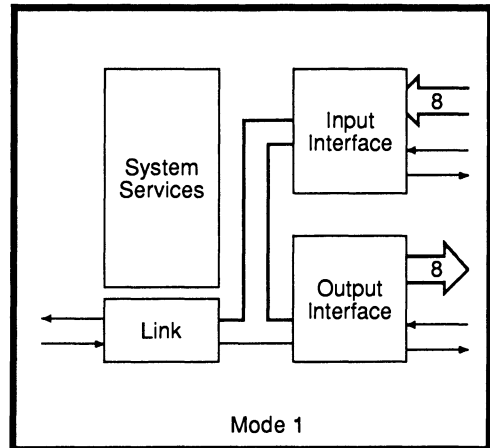 System
Services
Input
Interface
8
Output
Interface
8
Link
Mode 1